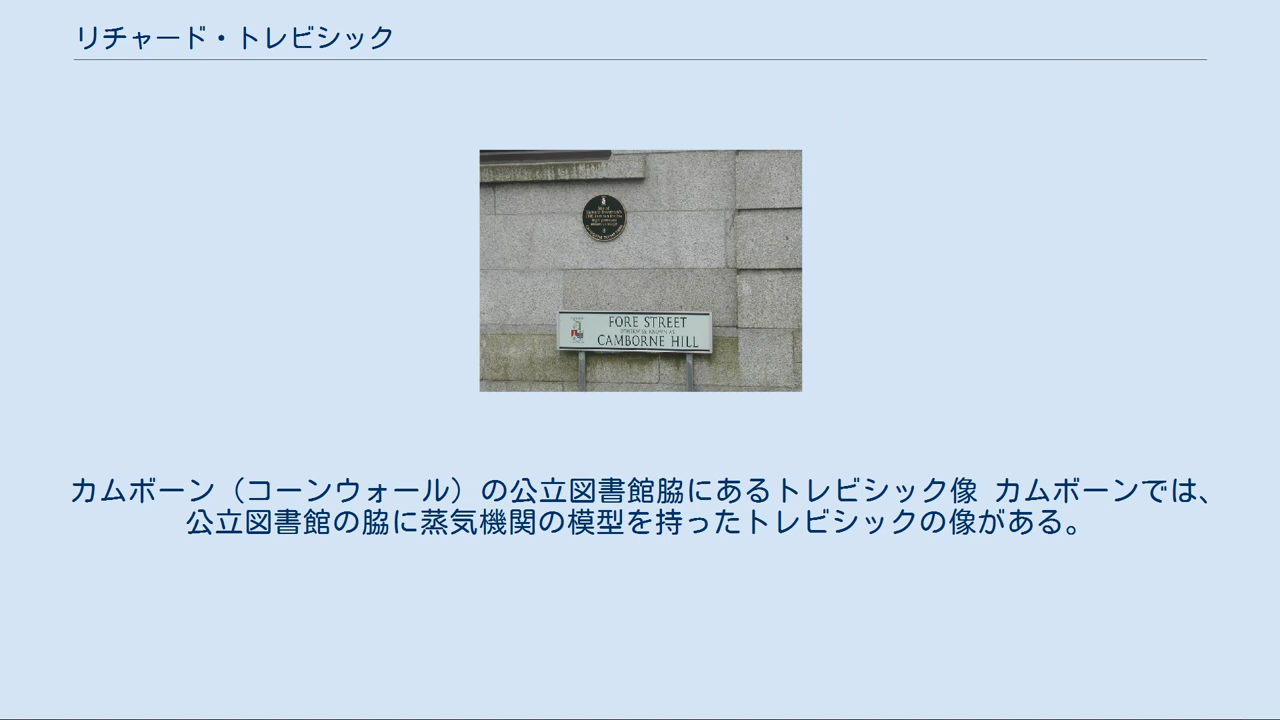 リチャード・トレビシック
FORE STREET
CAMBORNE HILL
カムボーン（コーンウォール）の公立図書館脇にあるトレビシック像 カムボーンでは、
公立図書館の脇に蒸気機関の模型を持ったトレビシックの像がある。